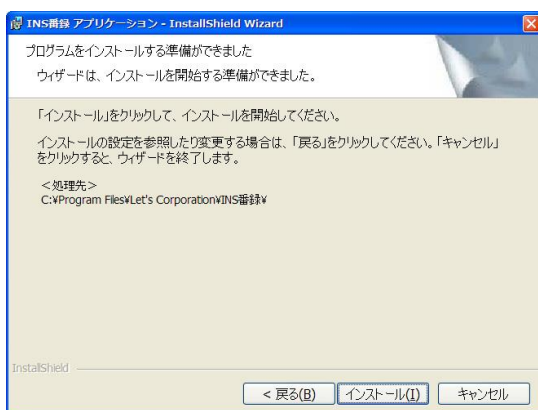 INS番録 アプリケーション - InstallShield Wizard
プログラムをインストールする準備ができました
ウィザードは、インストールを開始する準備ができました。
「インストール」をクリックして、インストールを開始してください。
インストールの設定を参照したり変更する場合は、「戻る」をクリックしてください。「キャンセル」
をクリックすると、ウィザードを終了します。
＜処理先＞
C:¥Program Files¥Let's Corporation¥INS番録¥
InstallShield
< 戻る(B)
インストール(I)
キャンセル